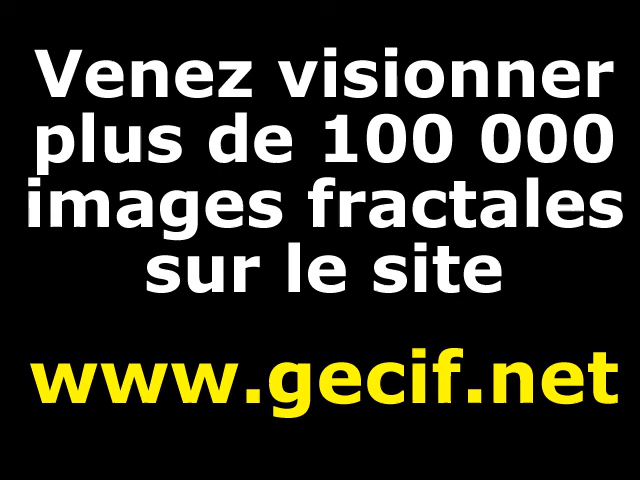 Venez visionner
plus de 100 000
images fractales
sur le site
www.gecif.net